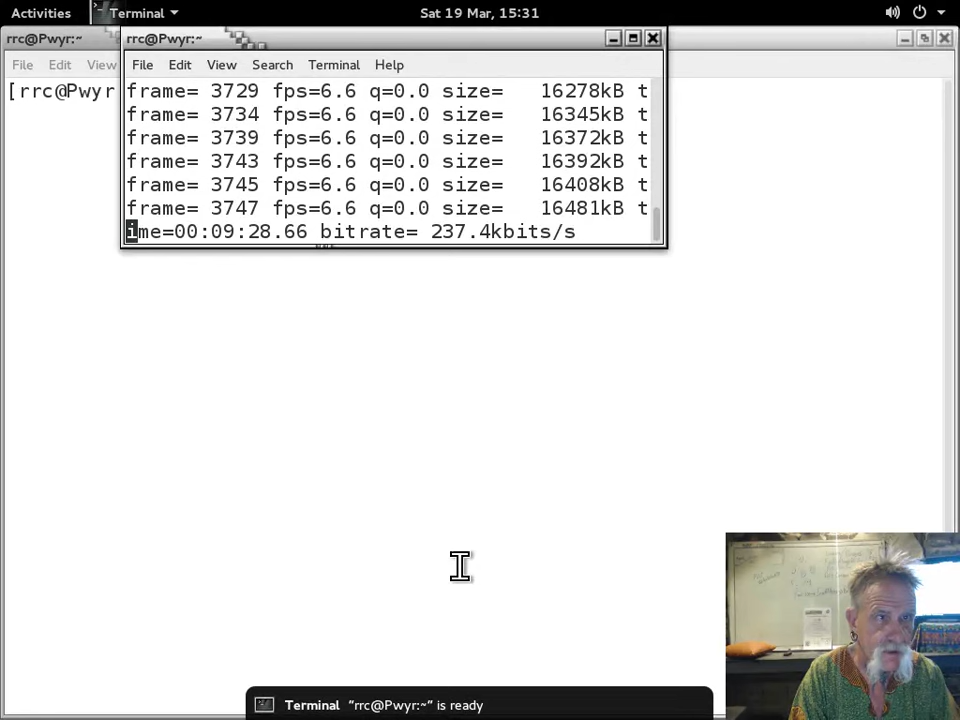 Activities Terminal Sat 19 Mar, 15:31
rrc@Pwyr:~
File Edit View
[rrc@Pwyr
rrc@Pwyr:~
File Edit View Search Terminal Help
frame= 3729 fps=6.6 q=0.0 size=   16278kB t
frame= 3734 fps=6.6 q=0.0 size=   16345kB t
frame= 3739 fps=6.6 q=0.0 size=   16372kB t
frame= 3743 fps=6.6 q=0.0 size=   16392kB t
frame= 3745 fps=6.6 q=0.0 size=   16408kB t
frame= 3747 fps=6.6 q=0.0 size=   16481kB t
ime=00:09:28.66 bitrate= 237.4kbits/s
Terminal "rrc@Pwyr:~" is ready